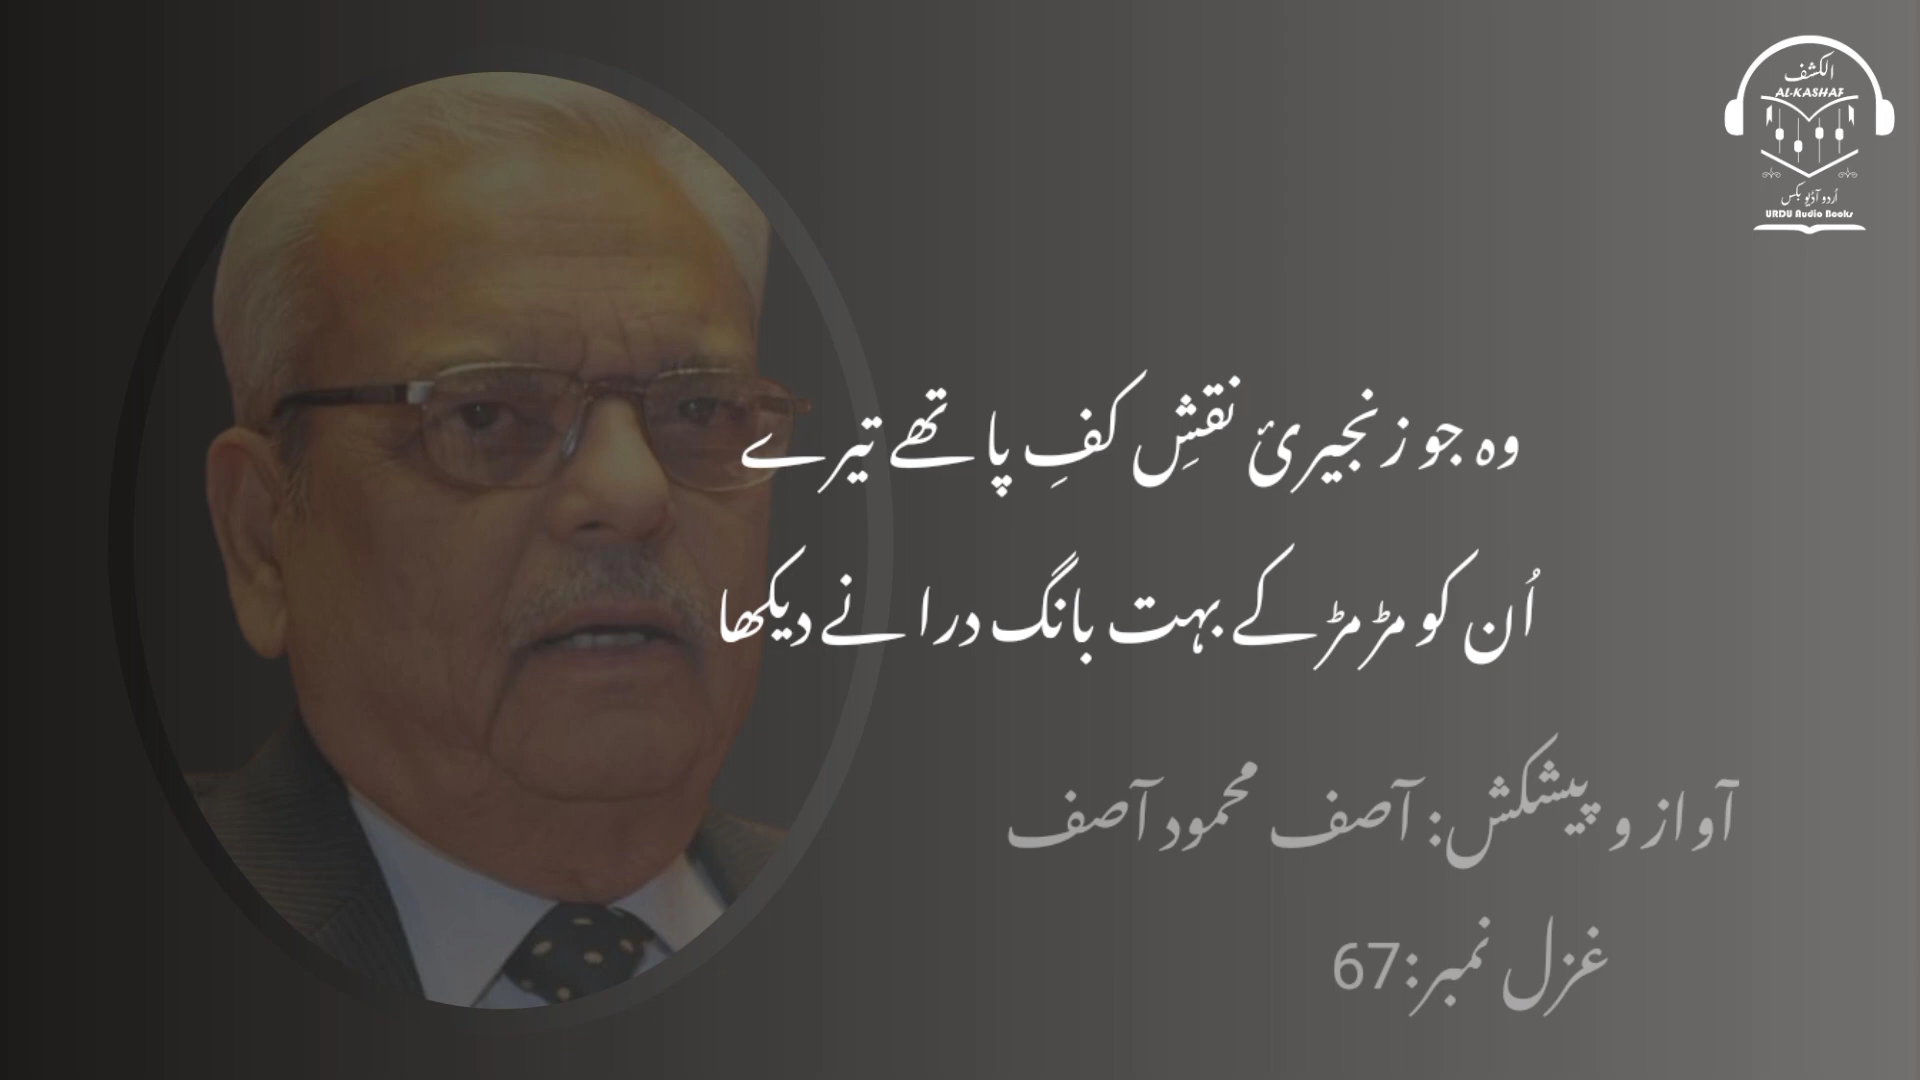 الکشف
AL-KASHAF
اُردو آڈیو بکس
URDU Audio Books
وہ جو زنجیریٔ نقشِ کفِ پا تھے تیرے
اُن کو مڑ مڑ کے بہت بانگ درا نے دیکھا
آواز و پیشکش: آصف محمود آصف
غزل نمبر:67